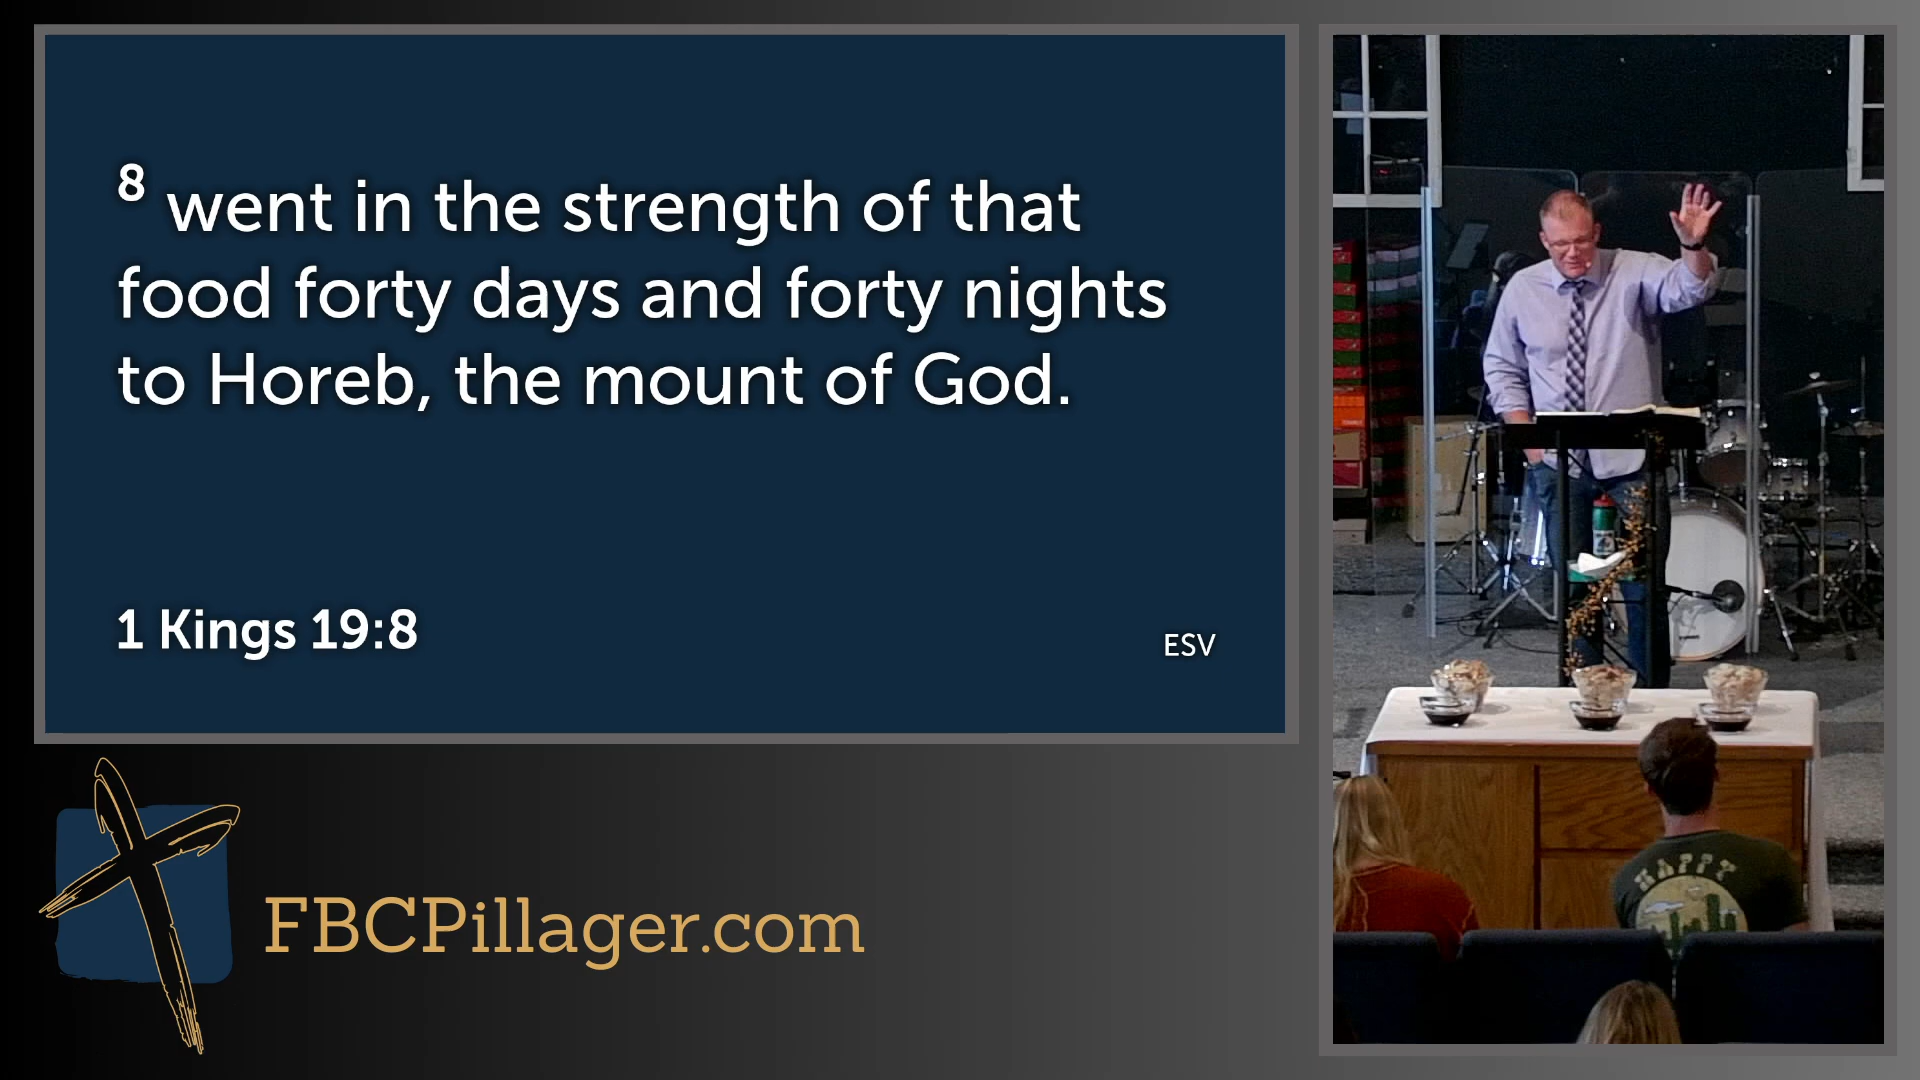 8 went in the strength of that
food forty days and forty nights
to Horeb, the mount of God.
1 Kings 19:8
ESV
FBCPillager.com
HAPPY